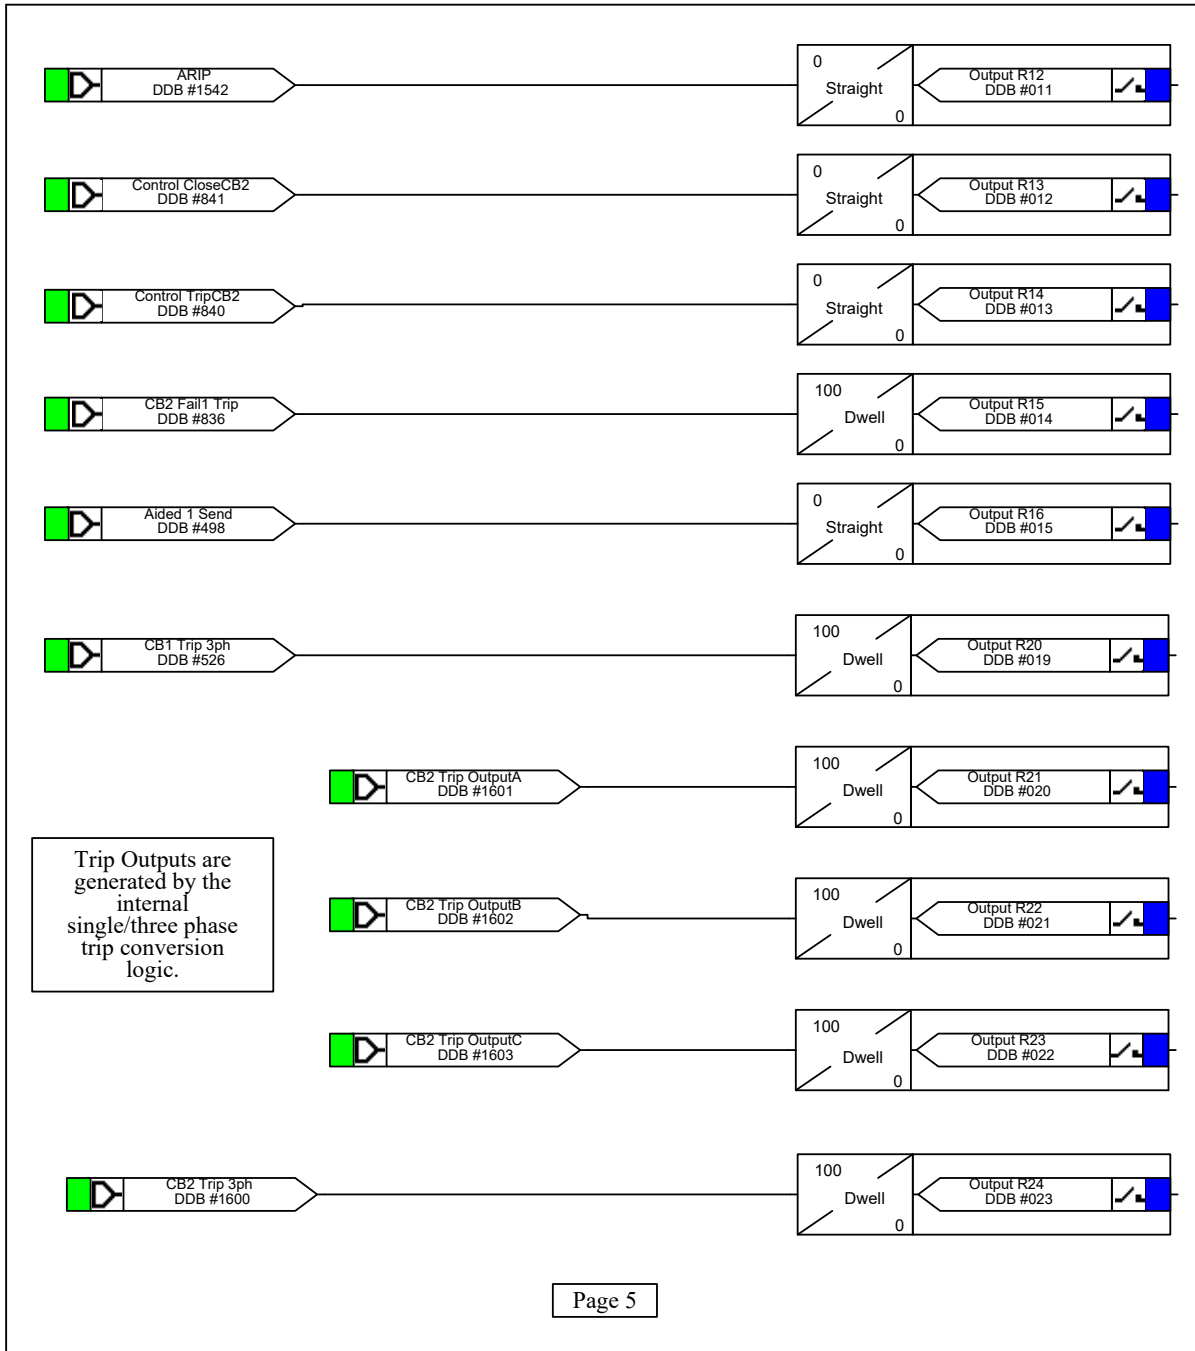 ARIP
DDB #1542
0
Straight
0
Output R12
DDB #011
Control CloseCB2
DDB #841
0
Straight
0
Output R13
DDB #012
Control TripCB2
DDB #840
0
Straight
0
Output R14
DDB #013
CB2 Fail1 Trip
DDB #836
100
Dwell
0
Output R15
DDB #014
Aided 1 Send
DDB #498
0
Straight
0
Output R16
DDB #015
CB1 Trip 3ph
DDB #526
100
Dwell
0
Output R20
DDB #019
CB2 Trip OutputA
DDB #1601
100
Dwell
0
Output R21
DDB #020
Trip Outputs are
generated by the
internal
single/three phase
trip conversion
logic.
CB2 Trip OutputB
DDB #1602
100
Dwell
0
Output R22
DDB #021
CB2 Trip OutputC
DDB #1603
100
Dwell
0
Output R23
DDB #022
CB2 Trip 3ph
DDB #1600
100
Dwell
0
Output R24
DDB #023
Page 5